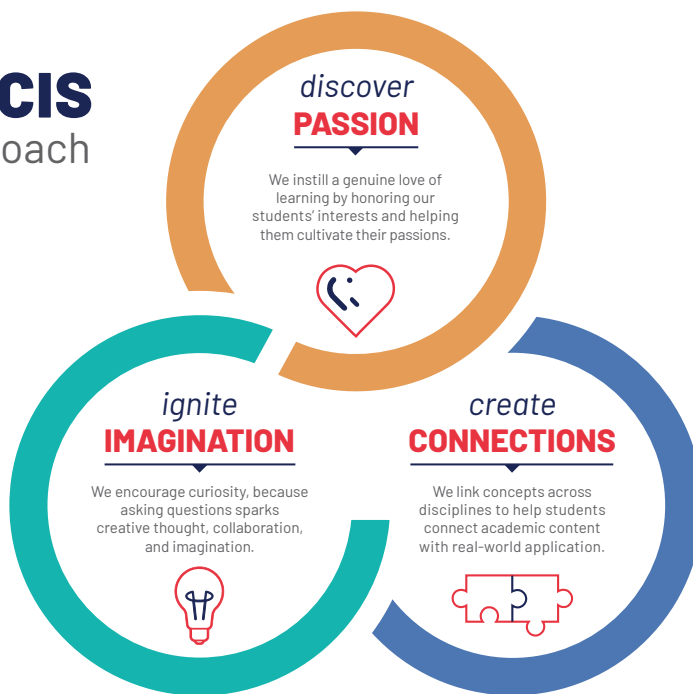 CIS
oach
discover
PASSION
We instill a genuine love of
learning by honoring our
students’ interests and helping
them cultivate their passions.
ignite
IMAGINATION
We encourage curiosity, because
asking questions sparks
creative thought, collaboration,
and imagination.
create
CONNECTIONS
We link concepts across
disciplines to help students
connect academic content
with real-world application.